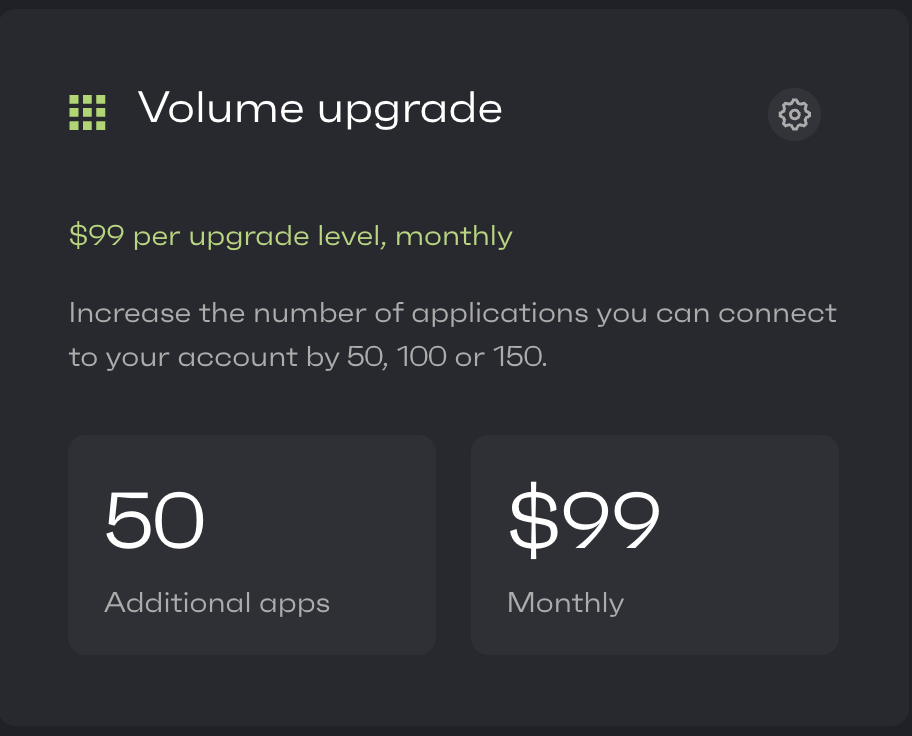 Volume upgrade
$99 per upgrade level, monthly
Increase the number of applications you can connect
to your account by 50, 100 or 150.
50
Additional apps
$99
Monthly